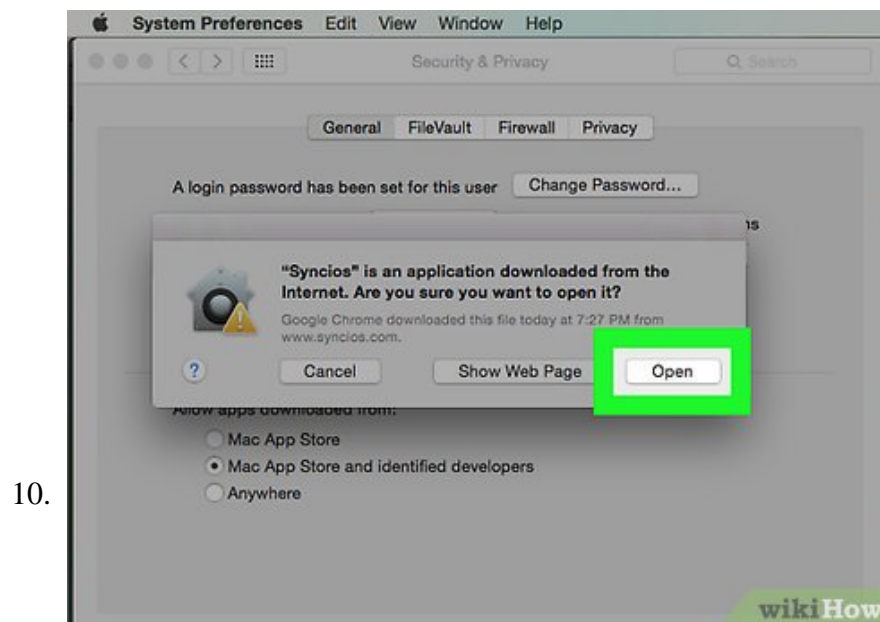 System Preferences Edit View Window Help
Security & Privacy Search
General FileVault Firewall Privacy
A login password has been set for this user Change Password...
"Syncios" is an application downloaded from the
Internet. Are you sure you want to open it?
Google Chrome downloaded this file today at 7:27 PM from
www.syncios.com.
? Cancel Show Web Page Open
Allow apps downloaded from:
Mac App Store
Mac App Store and identified developers
10.
Anywhere
wikiHow